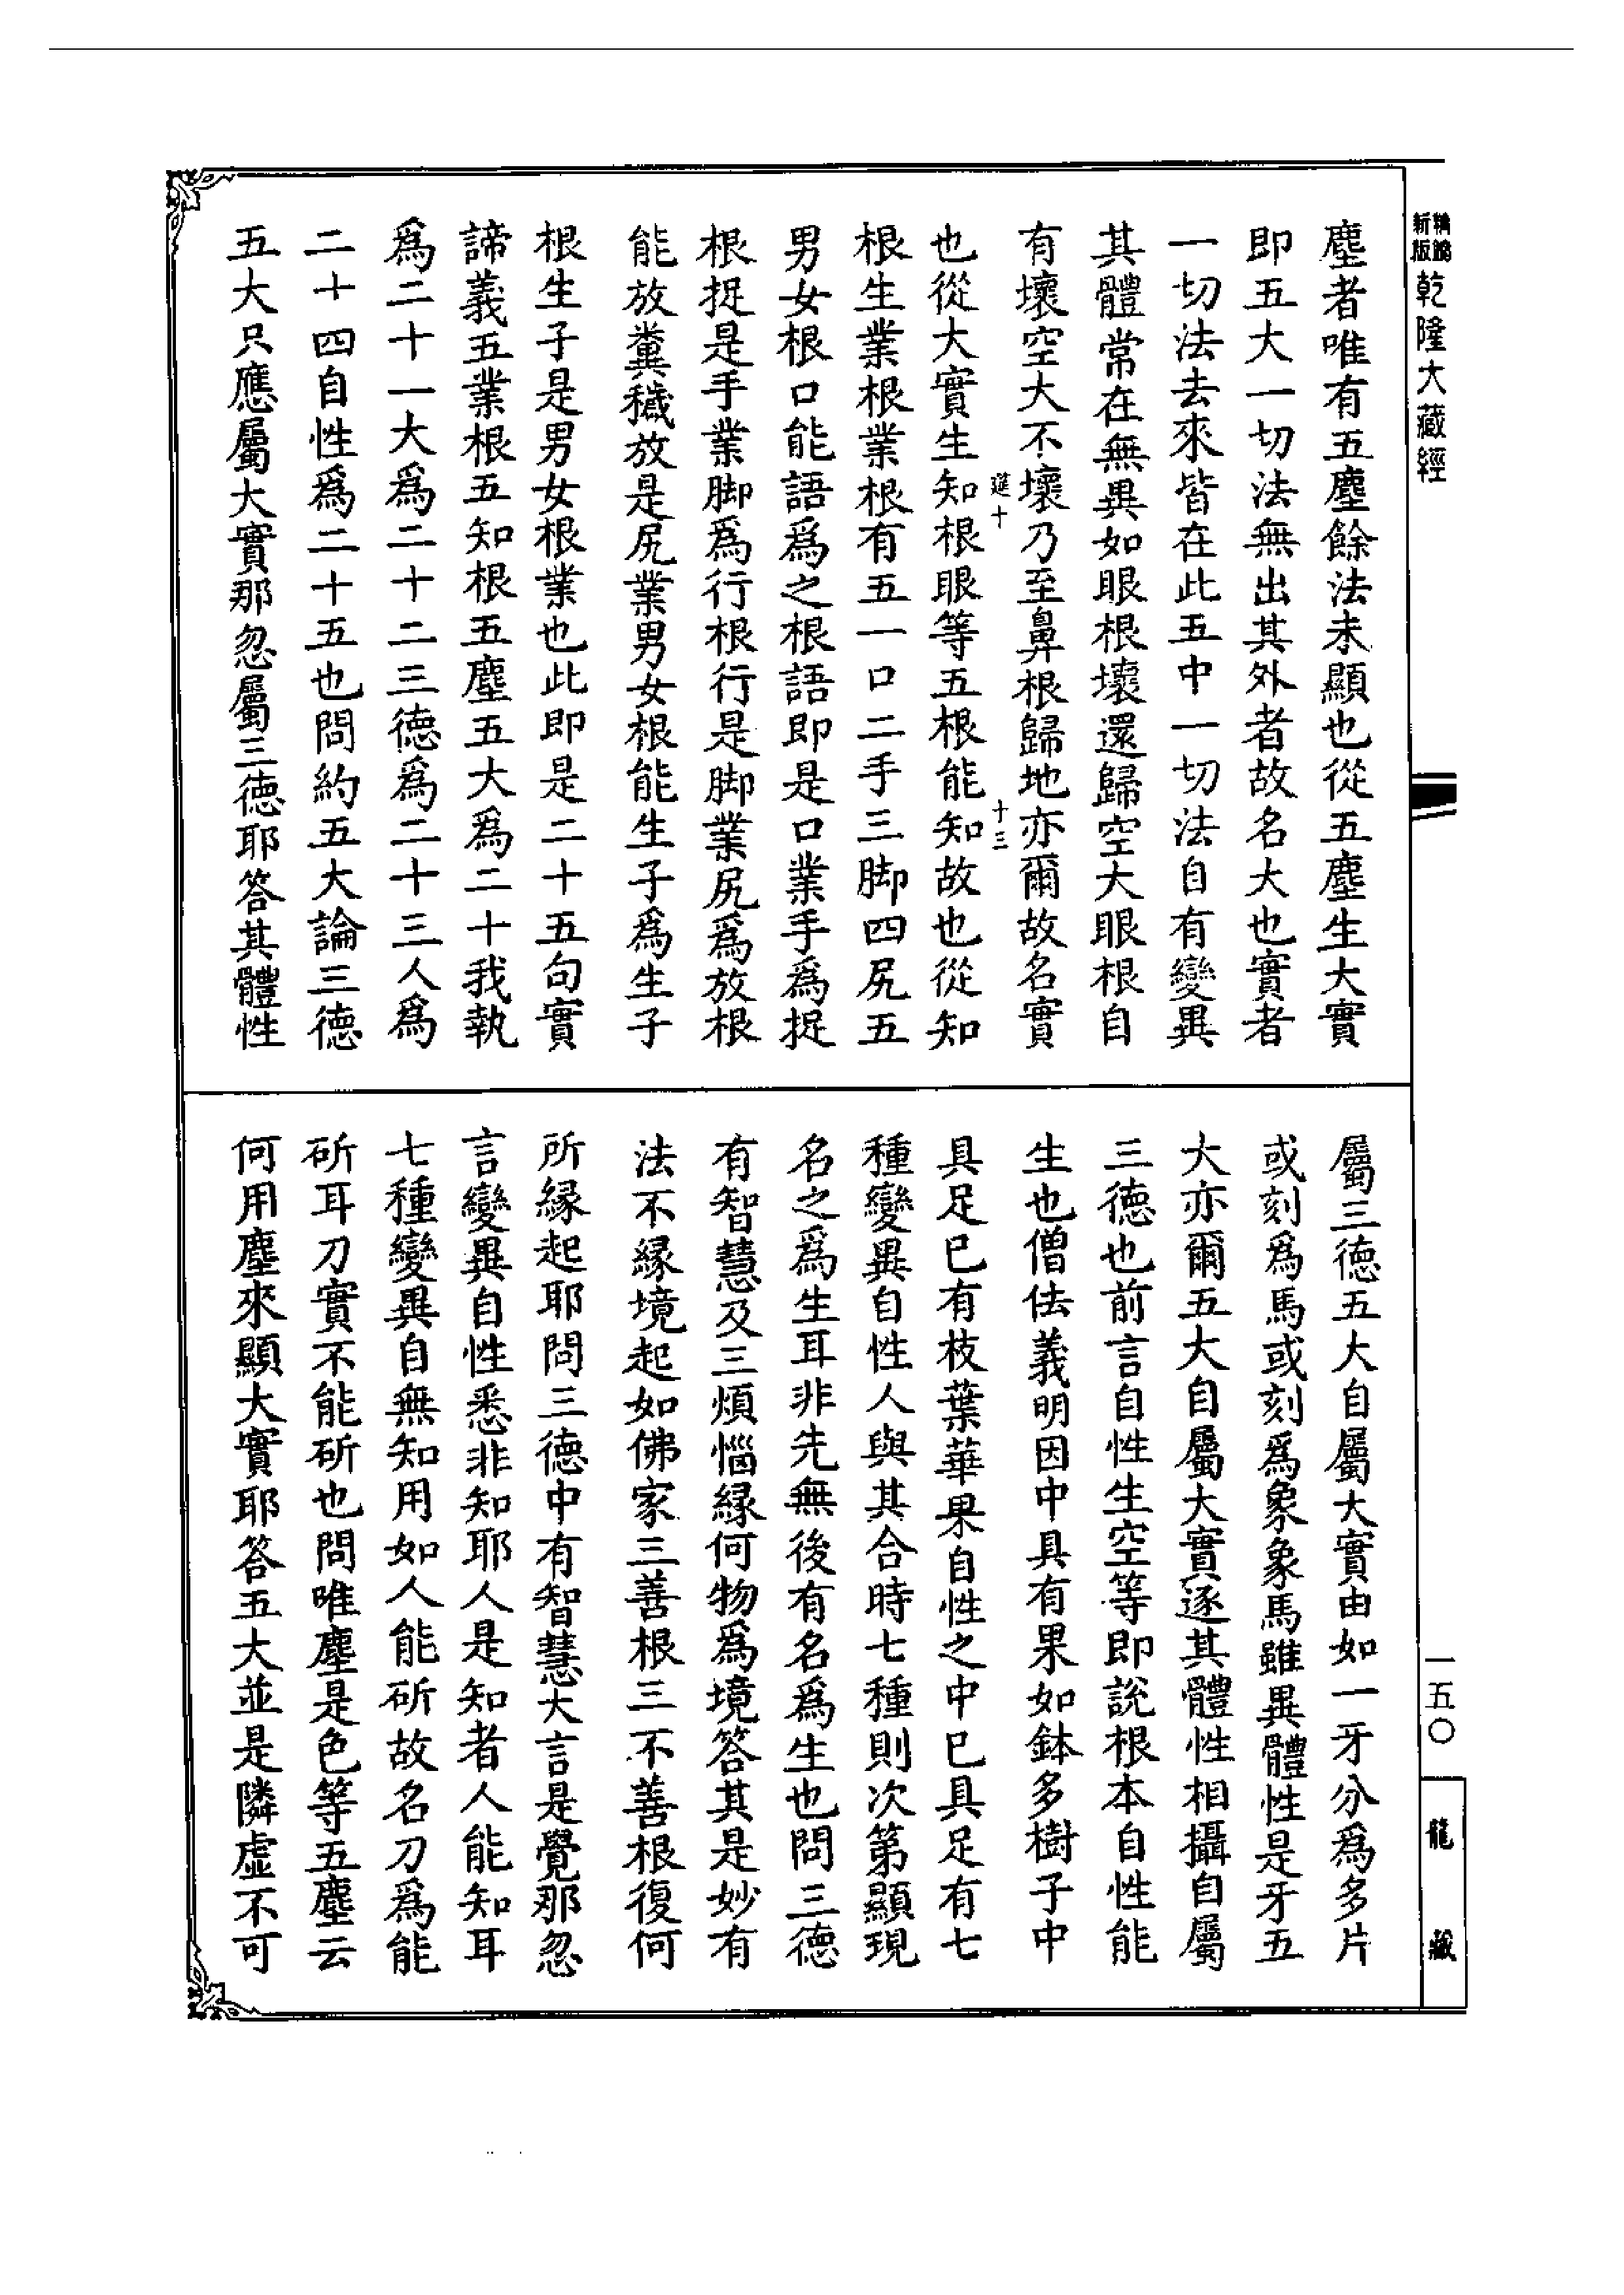 新版 精縮 乾隆大藏經
塵者唯有五塵餘法未顯也從五塵生大實
即五大一切法無出其外者故名大也實者
一切法去來皆在此五中一切法自有變異
其體常在無異如眼根壞還歸空大眼根自
有壞空大不壞乃至鼻根歸地亦爾故名實
筵十 十三
也從大實生知根眼等五根能知故也從知
根生業根業根有五一口二手三脚四尻五
男女根口能語爲之根語即是口業手爲捉
根捉是手業脚爲行根行是脚業尻爲放根
能放糞穢放是尻業男女根能生子爲生子
根生子是男女根業也此即是二十五句實
諦義五業根五知根五塵五大爲二十我執
爲二十一大爲二十二三德爲二十三人爲
二十四自性爲二十五也問約五大論三德
五大只應屬大實那忽屬三德耶答其體性
屬三德五大自屬大實由如一牙分爲多片
或刻爲馬或刻爲象象馬雖異體性是牙五
大亦爾五大自屬大實逐其體性相攝自屬
三德也前言自性生空等即說根本自性能
生也僧佉義明因中具有果如鉢多樹子中
具足已有枝葉華果自性之中已具足有七
種變異自性人與其合時七種則次第顯現
名之爲生耳非先無後有名爲生也問三德
有智慧及三煩惱緣何物爲境答其是妙有
法不緣境起如佛家三善根三不善根復何
所緣起耶問三德中有智慧大言是覺那忽
言變異自性悉非知耶人是知者人能知耳
七種變異自無知用如人能斫故名刀爲能
斫耳刀實不能斫也問唯塵是色等五塵云
何用塵來顯大實耶答五大並是隣虛不可
一五〇
龍藏